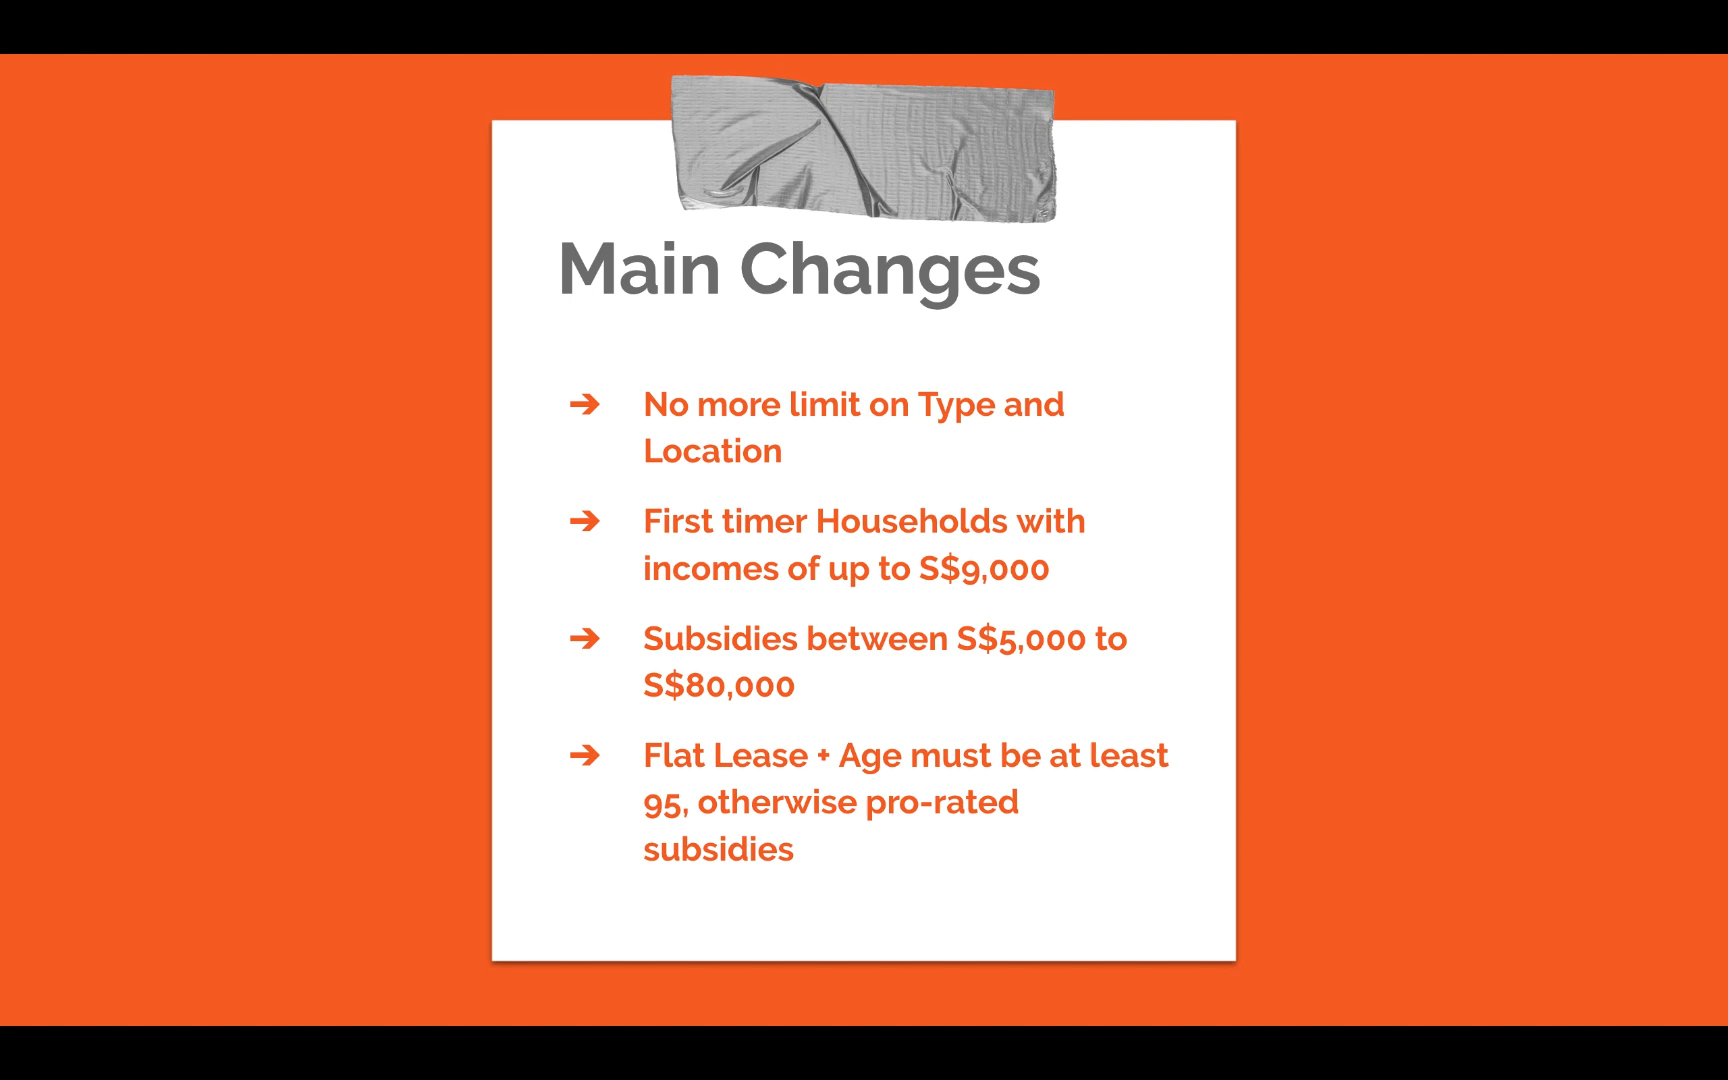 Main Changes
➔ No more limit on Type and
Location
➔ First timer Households with
incomes of up to S$9,000
➔ Subsidies between S$5,000 to
S$80,000
➔ Flat Lease + Age must be at least
95, otherwise pro-rated
subsidies